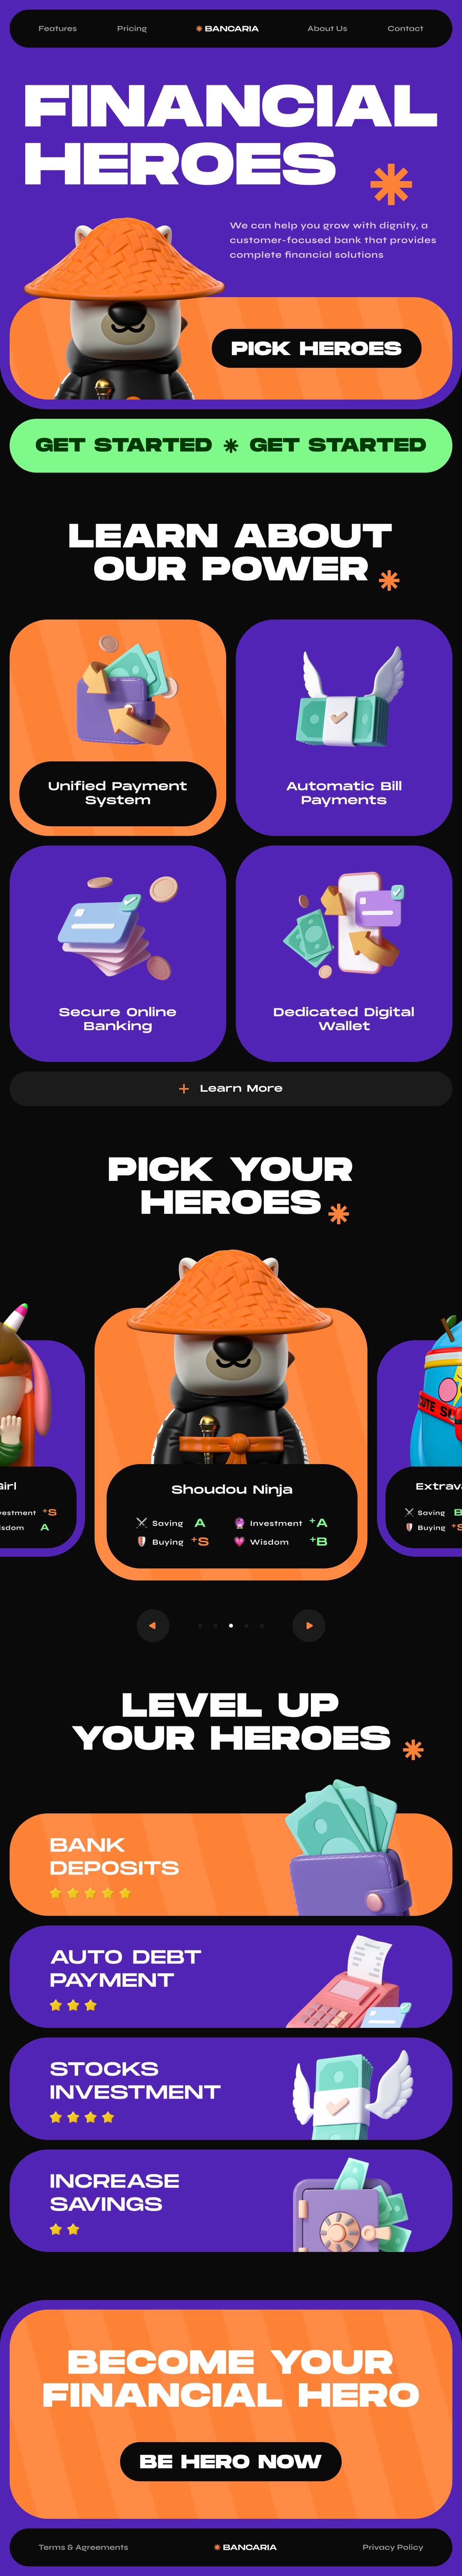 Features Pricing BANCARIA About Us Contact
FINANCIAL
HEROES
We can help you grow with dignity, a
customer-focused bank that provides
complete financial solutions
PICK HEROES
GET STARTED GET STARTED
LEARN ABOUT
OUR POWER
Unified Payment
System
Automatic Bill
Payments
Secure Online
Banking
Dedicated Digital
Wallet
+ Learn More
PICK YOUR
HEROES
Girl
vestment +S
isdom A
Shoudou Ninja
Saving A Investment +A
Buying +S Wisdom +B
CUTE
Extrav
Saving B
Buying +S
LEVEL UP
YOUR HEROES
BANK
DEPOSITS
AUTO DEBT
PAYMENT
STOCKS
INVESTMENT
INCREASE
SAVINGS
BECOME YOUR
FINANCIAL HERO
BE HERO NOW
Terms & Agreements BANCARIA Privacy Policy